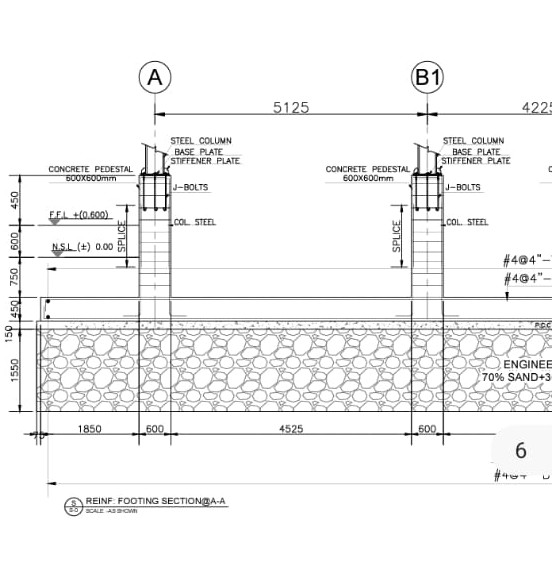 A
B1
5125
4225
STEEL COLUMN
BASE PLATE
STIFFENER PLATE
STEEL COLUMN
BASE PLATE
STIFFENER PLATE
CONCRETE PEDESTAL
600X600mm
J-BOLTS
CONCRETE PEDESTAL
600X600mm
J-BOLTS
450
F.F.L +(0.600)
SPLICE
COL. STEEL
SPLICE
COL. STEEL
600
N.S.L (±) 0.00
#4@4"-
750
#4@4"-
450
150
P.C.C
1550
ENGINEE
70% SAND+3
75
1850
600
4525
600
6
REINF: FOOTING SECTION@A-A
SCALE -AS SHOWN